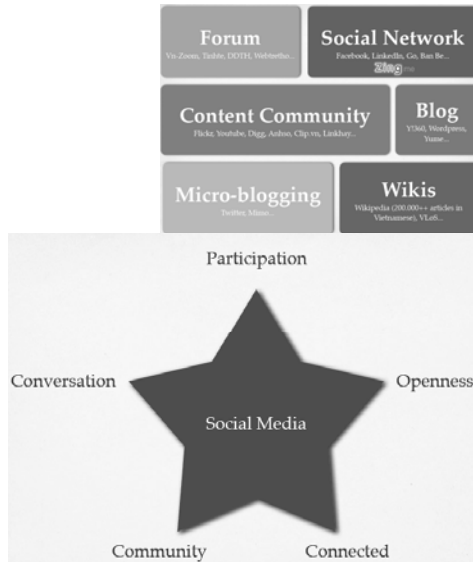 Forum
Vn-Zoom, Tinhte, DDTH, Webtretho...
Social Network
Facebook, LinkedIn, Go, Ban Be...
Zing me
Content Community
Flickr, Youtube, Digg, Anhso, Clip.vn, Linkhay...
Blog
Y!360, Wordpress,
Yume...
Micro-blogging
Twitter, Mimo...
Wikis
Wikipedia (200.000++ articles in
Vietnamese), VLoS...
Participation
Conversation
Openness
Social Media
Community
Connected